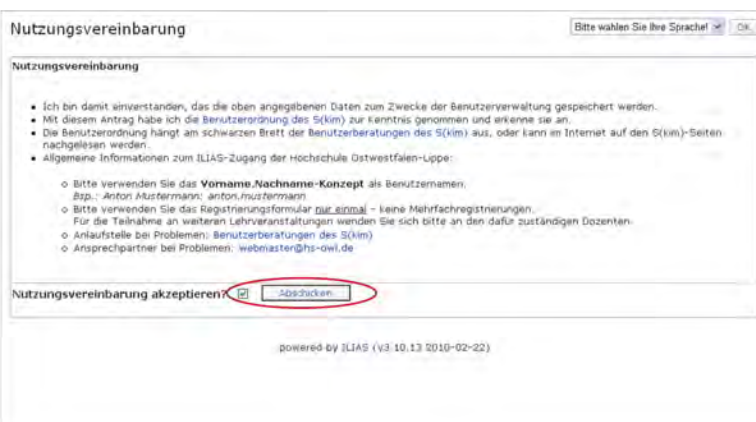 Nutzungsvereinbarung
Bitte wählen Sie Ihre Sprache!
OK
Nutzungsvereinbarung
Ich bin damit einverstanden, das die oben angegebenen Daten zum Zwecke der Benutzerverwaltung gespeichert werden.
Mit diesem Antrag habe ich die Benutzerordnung des S(kim) zur Kenntnis genommen und erkenne sie an.
Die Benutzerordnung hängt am schwarzen Brett der Benutzerberatungen des S(kim) aus, oder kann im Internet auf den S(kim)-Seiten
nachgelesen werden.
Allgemeine Informationen zum ILIAS-Zugang der Hochschule Ostwestfalen-Lippe:
Bitte verwenden Sie das Vorname.Nachname-Konzept als Benutzernamen.
Bsp.: Anton Mustermann: anton.mustermann
Bitte verwenden Sie das Registrierungsformular nur einmal - keine Mehrfachregistrierungen.
Für die Teilnahme an weiteren Lehrveranstaltungen wenden Sie sich bitte an den dafür zuständigen Dozenten.
Anlaufstelle bei Problemen: Benutzerberatungen des S(kim)
Ansprechpartner bei Problemen: webmaster@hs-owl.de
Nutzungsvereinbarung akzeptieren? Abschicken
powered by ILIAS (v3.10.13 2010-02-22)